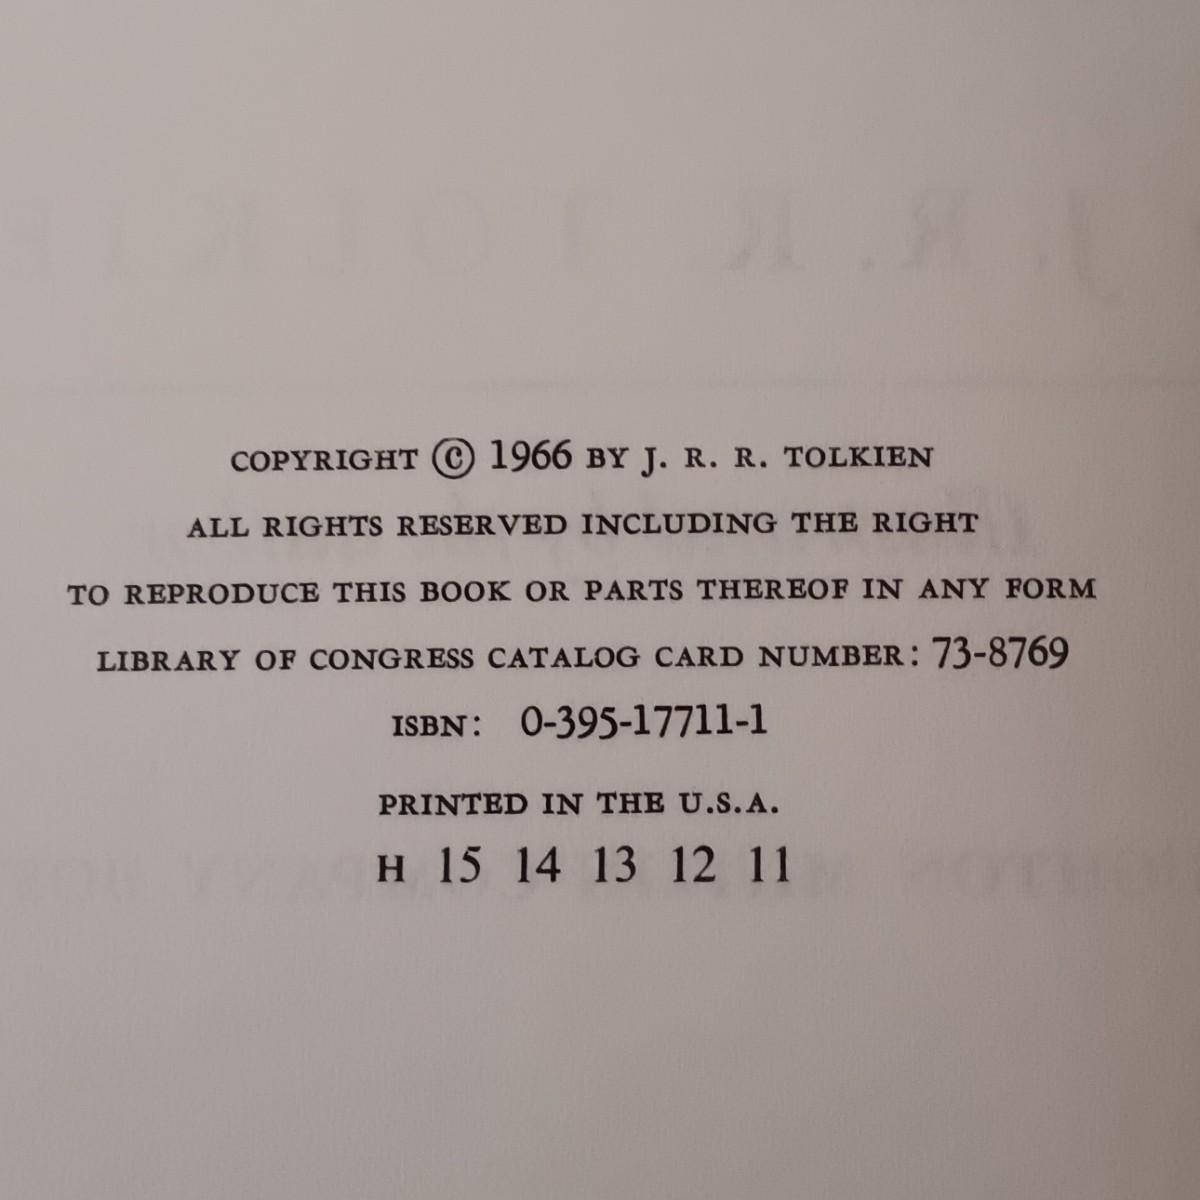 COPYRIGHT © 1966 BY J. R. R. TOLKIEN
ALL RIGHTS RESERVED INCLUDING THE RIGHT
TO REPRODUCE THIS BOOK OR PARTS THEREOF IN ANY FORM
LIBRARY OF CONGRESS CATALOG CARD NUMBER: 73-8769
ISBN: 0-395-17711-1
PRINTED IN THE U.S.A.
H 15 14 13 12 11